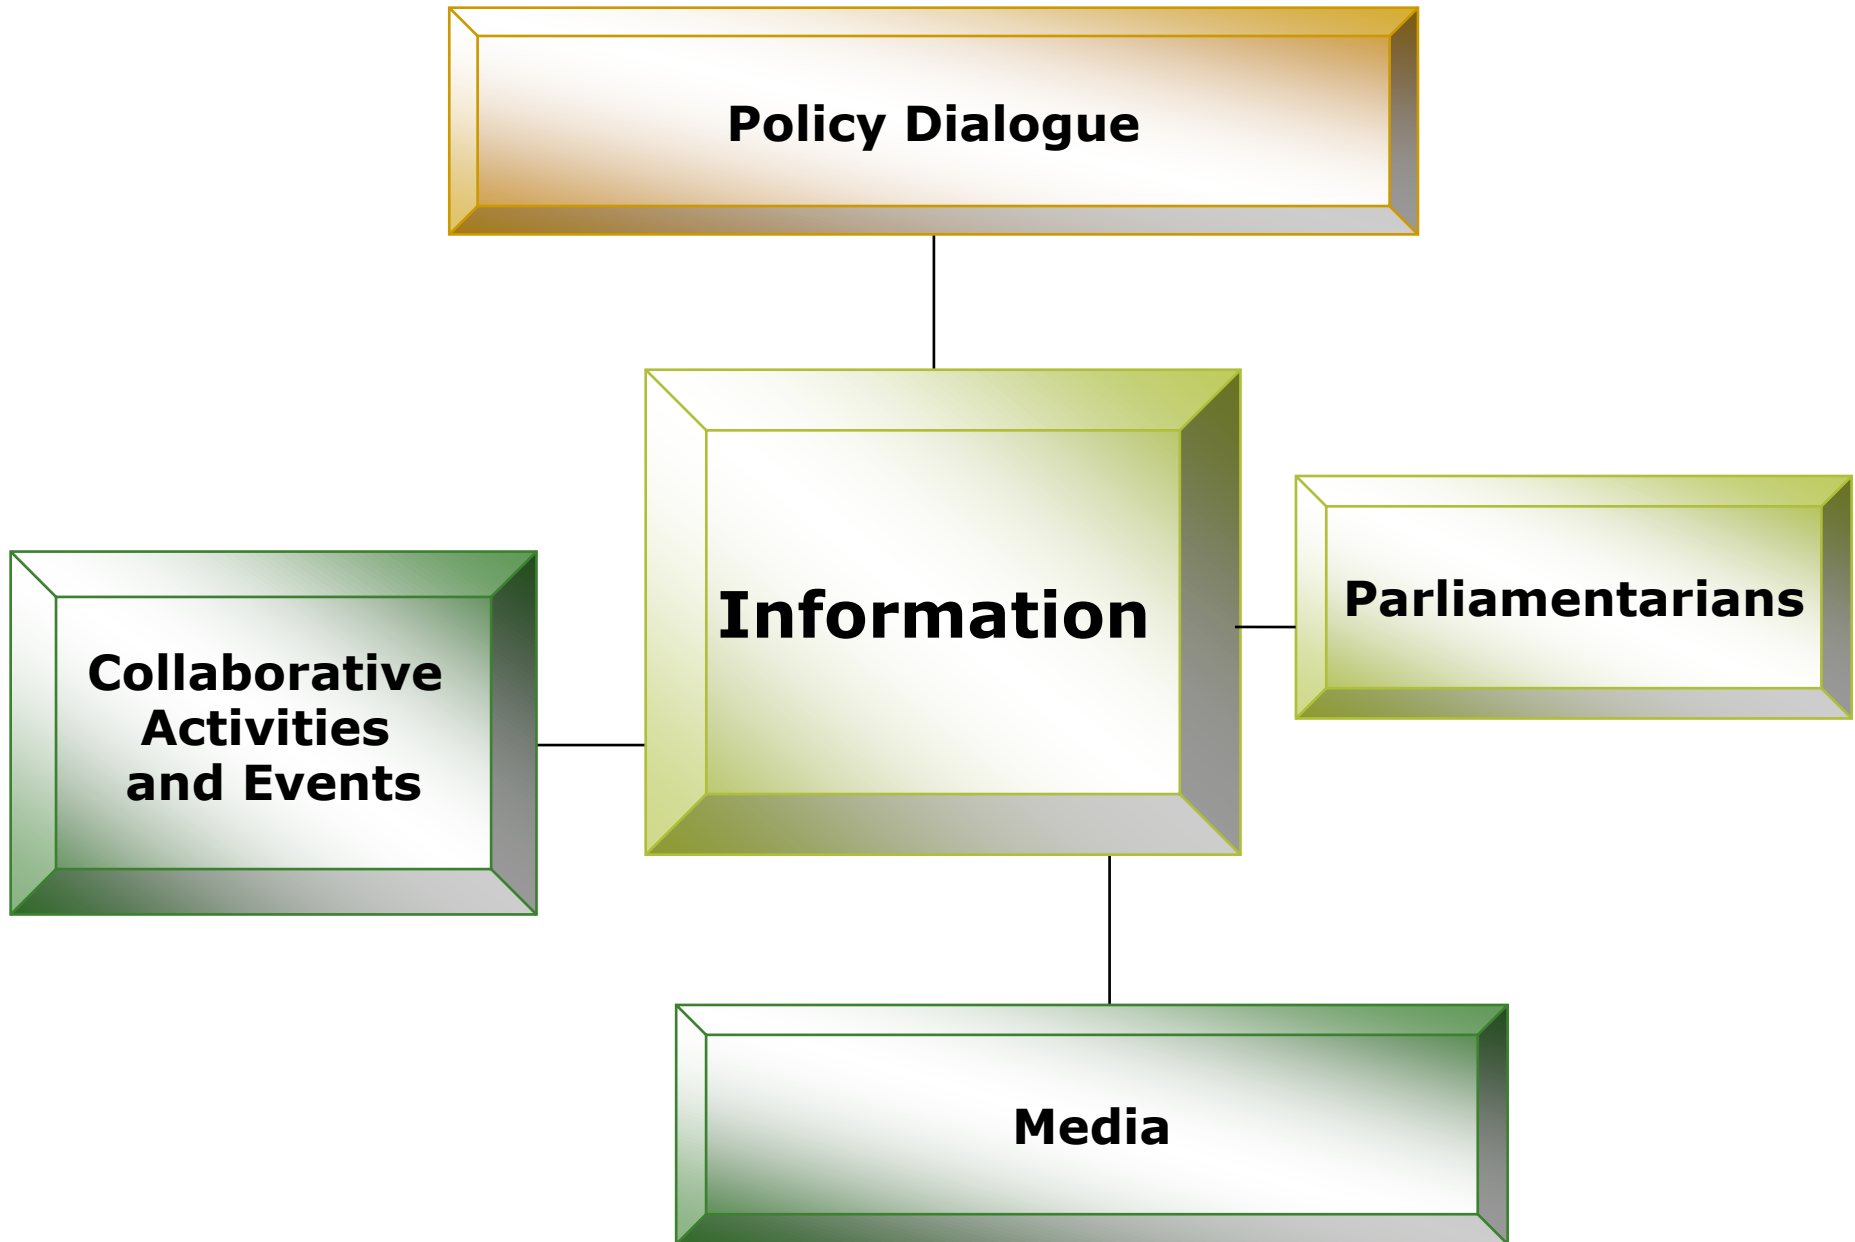 Policy Dialogue
Information
Parliamentarians
Collaborative
Activities
and Events
Media